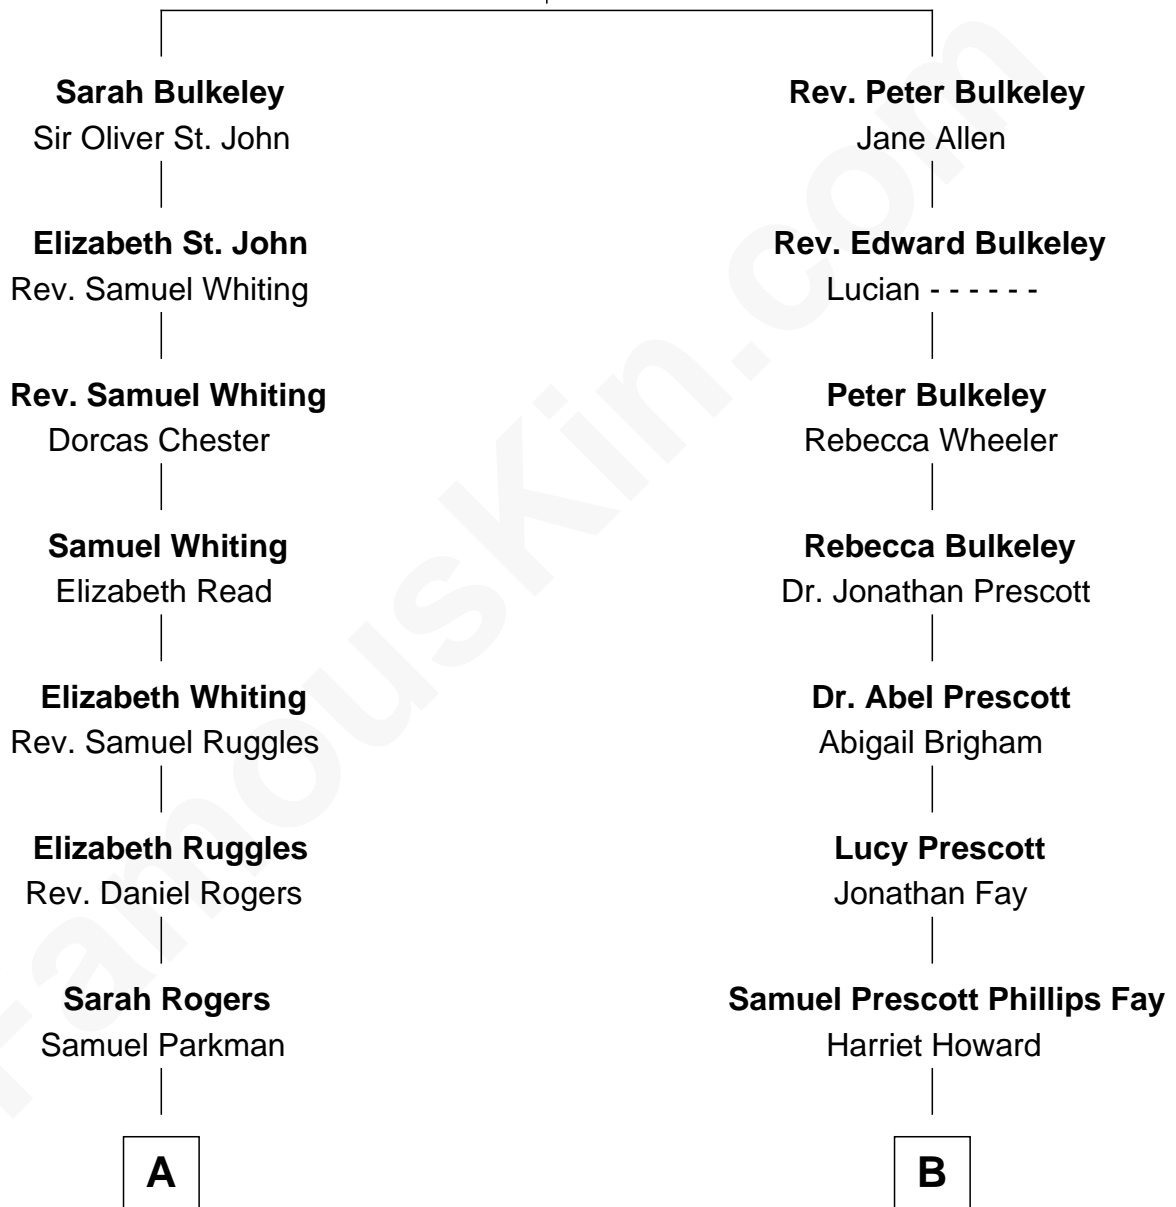 Sarah Bulkeley
Sir Oliver St. John
Elizabeth St. John
Rev. Samuel Whiting
Rev. Samuel Whiting
Dorcas Chester
Samuel Whiting
Elizabeth Read
Elizabeth Whiting
Rev. Samuel Ruggles
Elizabeth Ruggles
Rev. Daniel Rogers
Sarah Rogers
Samuel Parkman
A
Rev. Peter Bulkeley
Jane Allen
Rev. Edward Bulkeley
Lucian - - - - - -
Peter Bulkeley
Rebecca Wheeler
Rebecca Bulkeley
Dr. Jonathan Prescott
Dr. Abel Prescott
Abigail Brigham
Lucy Prescott
Jonathan Fay
Samuel Prescott Phillips Fay
Harriet Howard
B
FamousKin.com